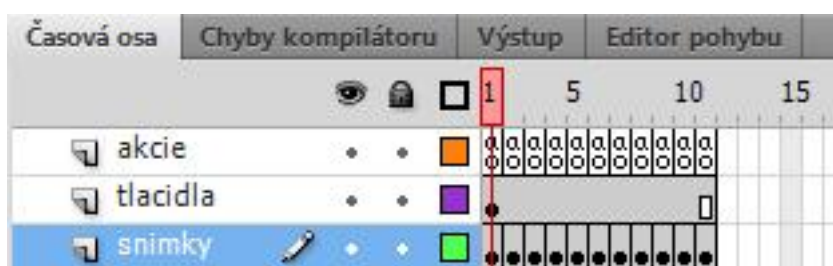 Časová osa Chyby kompilátoru Výstup Editor pohybu
1 5 10 15
akcie a a a a a a a a a a a
tlacidla
snimky